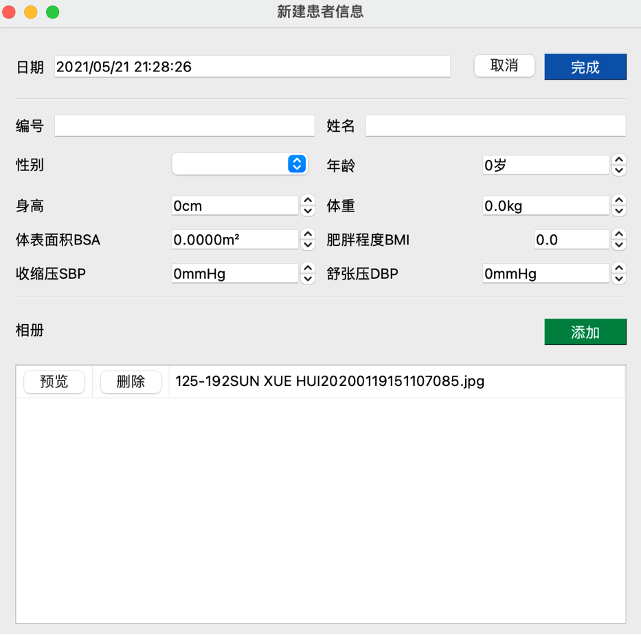 新建患者信息
日期 2021/05/21 21:28:26 取消 完成
编号 姓名
性别 年龄 0岁
身高 0cm 体重 0.0kg
体表面积BSA 0.0000m² 肥胖程度BMI 0.0
收缩压SBP 0mmHg 舒张压DBP 0mmHg
相册 添加
预览 删除 125-192SUN XUE HUI20200119151107085.jpg